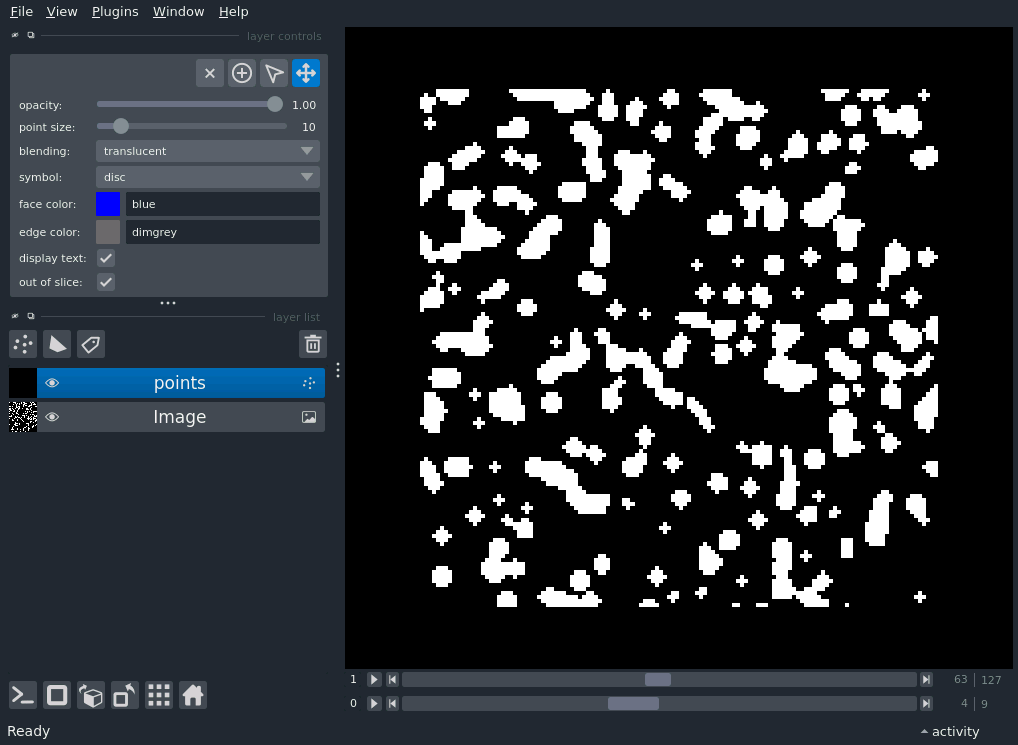 File View Plugins Window Help
layer controls
opacity: 1.00
point size: 10
blending: translucent
symbol: disc
face color: blue
edge color: dimgrey
display text:
out of slice:
layer list
points
Image
1 63 127
0 4 9
Ready activity